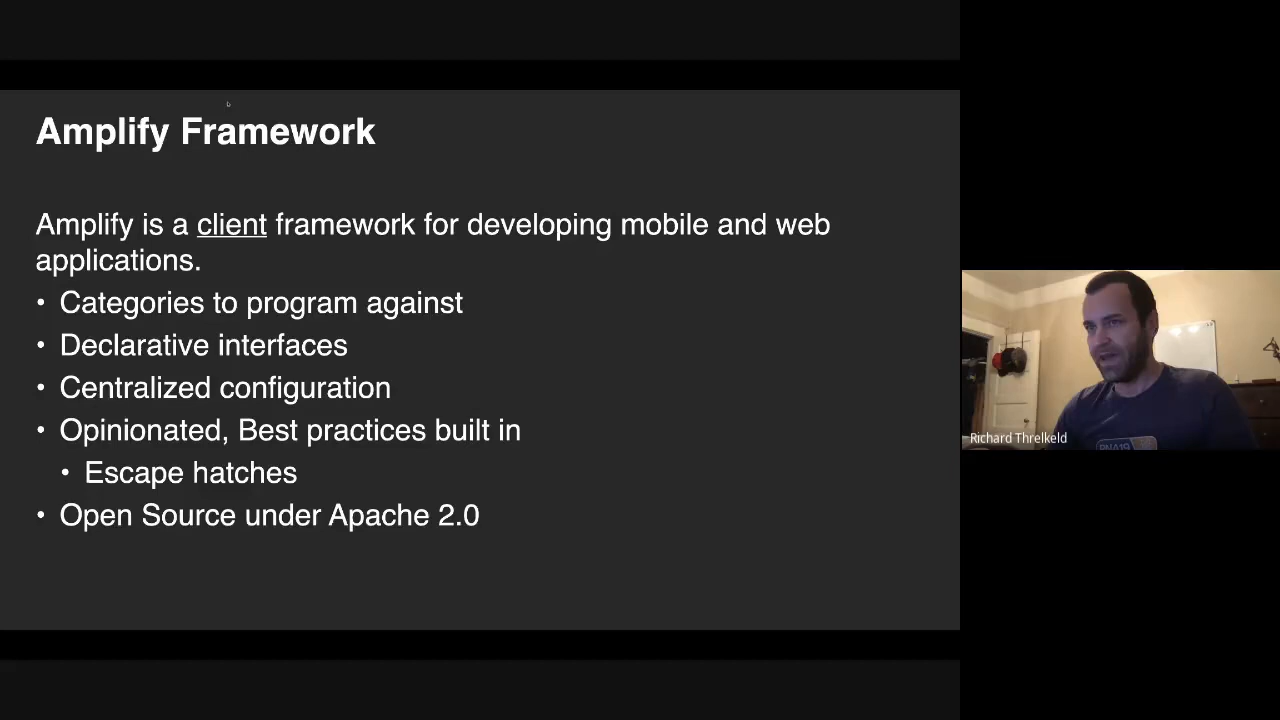 Amplify Framework
Amplify is a client framework for developing mobile and web
applications.
• Categories to program against
• Declarative interfaces
• Centralized configuration
• Opinionated, Best practices built in
• Escape hatches
• Open Source under Apache 2.0
Richard Threlkeld